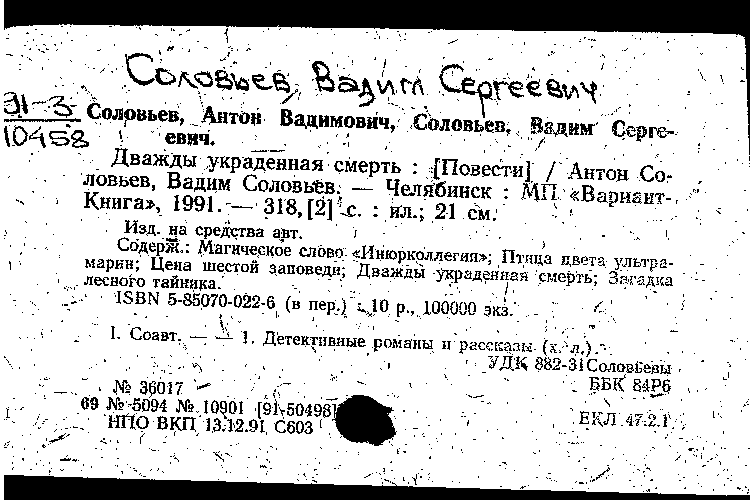 Соловьев, Вадим Сергеевич
91-3
10458
Соловьев, Антон Вадимович, Соловьев, Вадим Серге-
евич.
Дважды украденная смерть : [Повести] / Антон Со-
ловьев, Вадим Соловьев. — Челябинск : МП «Вариант-
Книга», 1991. — 318,[2] с. : ил.; 21 см.
Изд. на средства авт.
Содерж.: Магическое слово «Инюрколлегия»; Птица цвета ультра-
марин; Цена шестой заповеди; Дважды украденная смерть; Загадка
лесного тайника.
ISBN 5-85070-022-6 (в пер.) : 10 р., 100000 экз.
I. Соавт. — — 1. Детективные романы и рассказы (х. л.).
УДК 882-31Соловьевы
ББК 84Р6
№ 36017
69 № 5094 № 10901 [91-50498]
НПО ВКП 13.12.91 С603
ЕКЛ 47.2.1